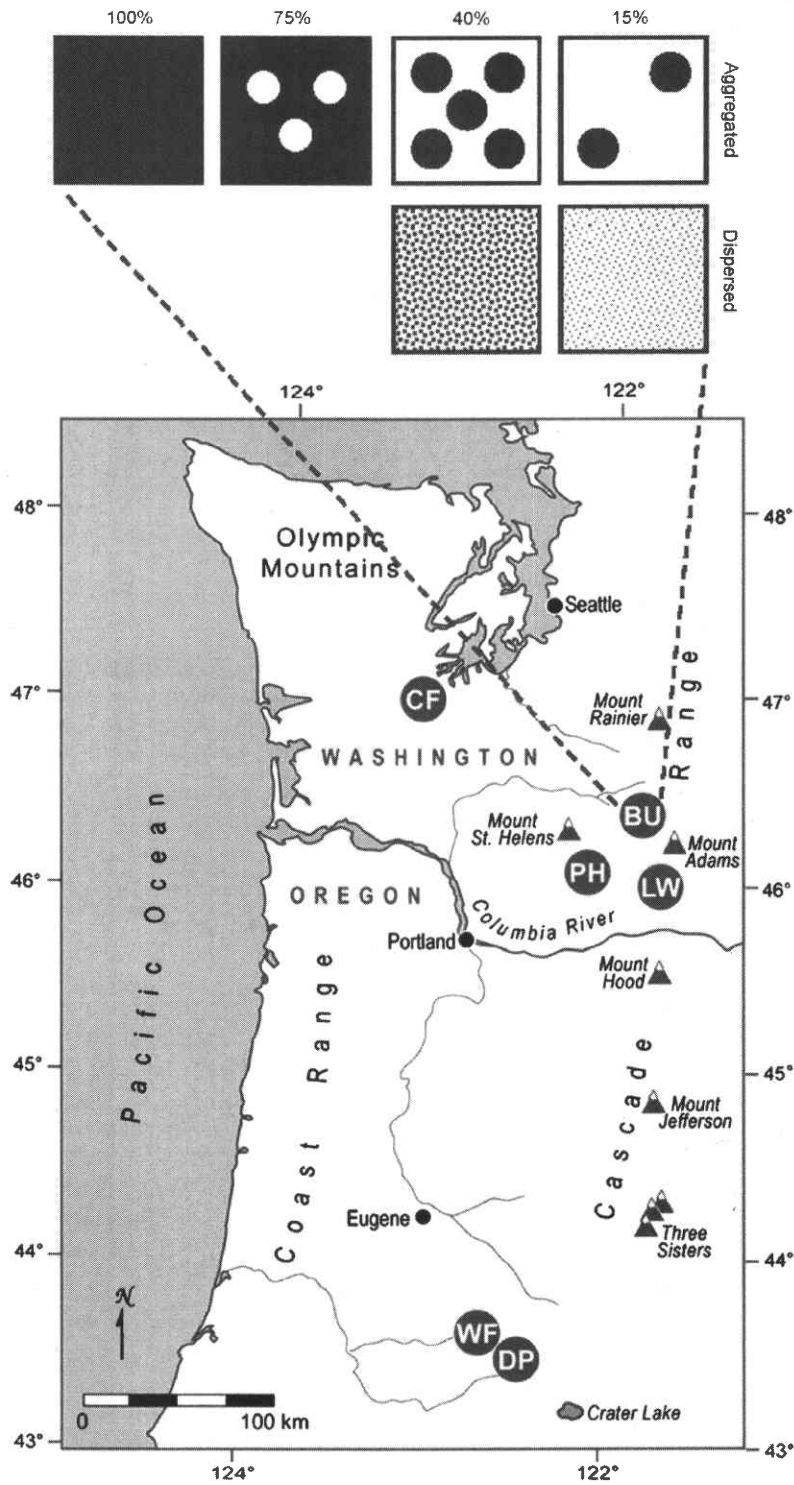 100% 75% 40% 15%
Aggregated
Dispersed
124° 122°
48° 48°
Olympic
Mountains
Seattle
47° 47°
CF
Mount
Rainier
Range
WASHINGTON
BU
Mount
St. Helens
Mount
Adams
PH
LW
46° 46°
OREGON
Columbia River
Portland
Pacific Ocean
Mount
Hood
Coast Range
45° 45°
Cascade
Mount
Jefferson
Eugene
Three
Sisters
44° 44°
N
WF
DP
0 100 km
Crater Lake
43° 43°
124° 122°